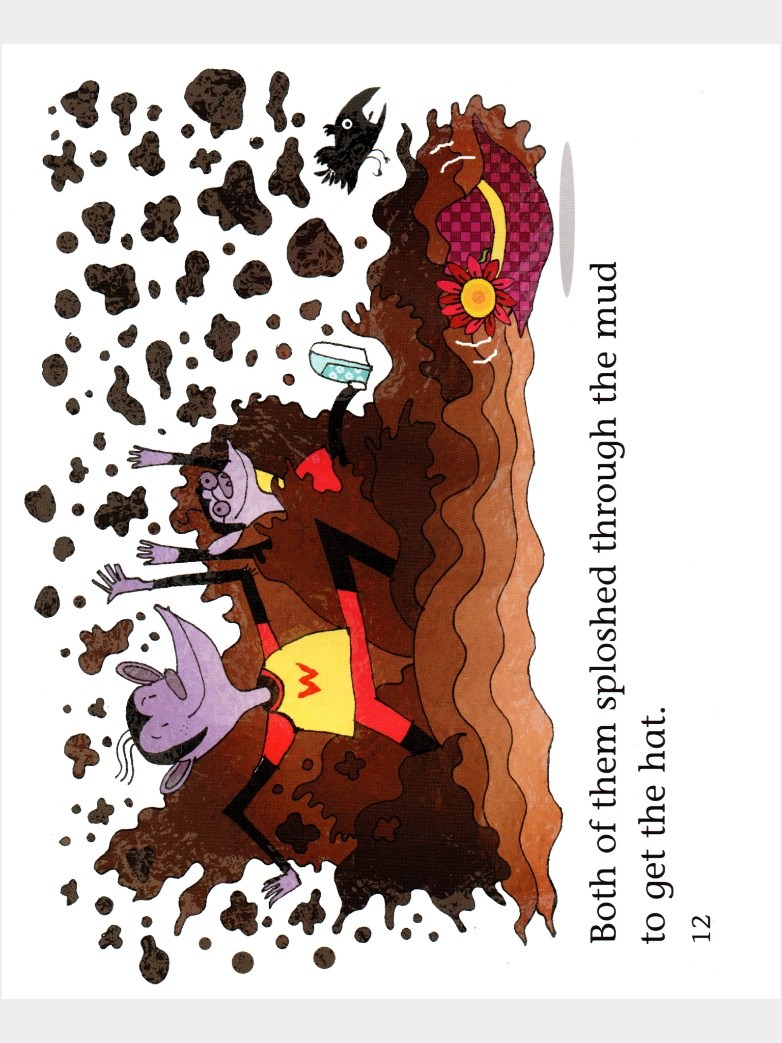 W
Both of them sploshed through the mud
to get the hat.
12